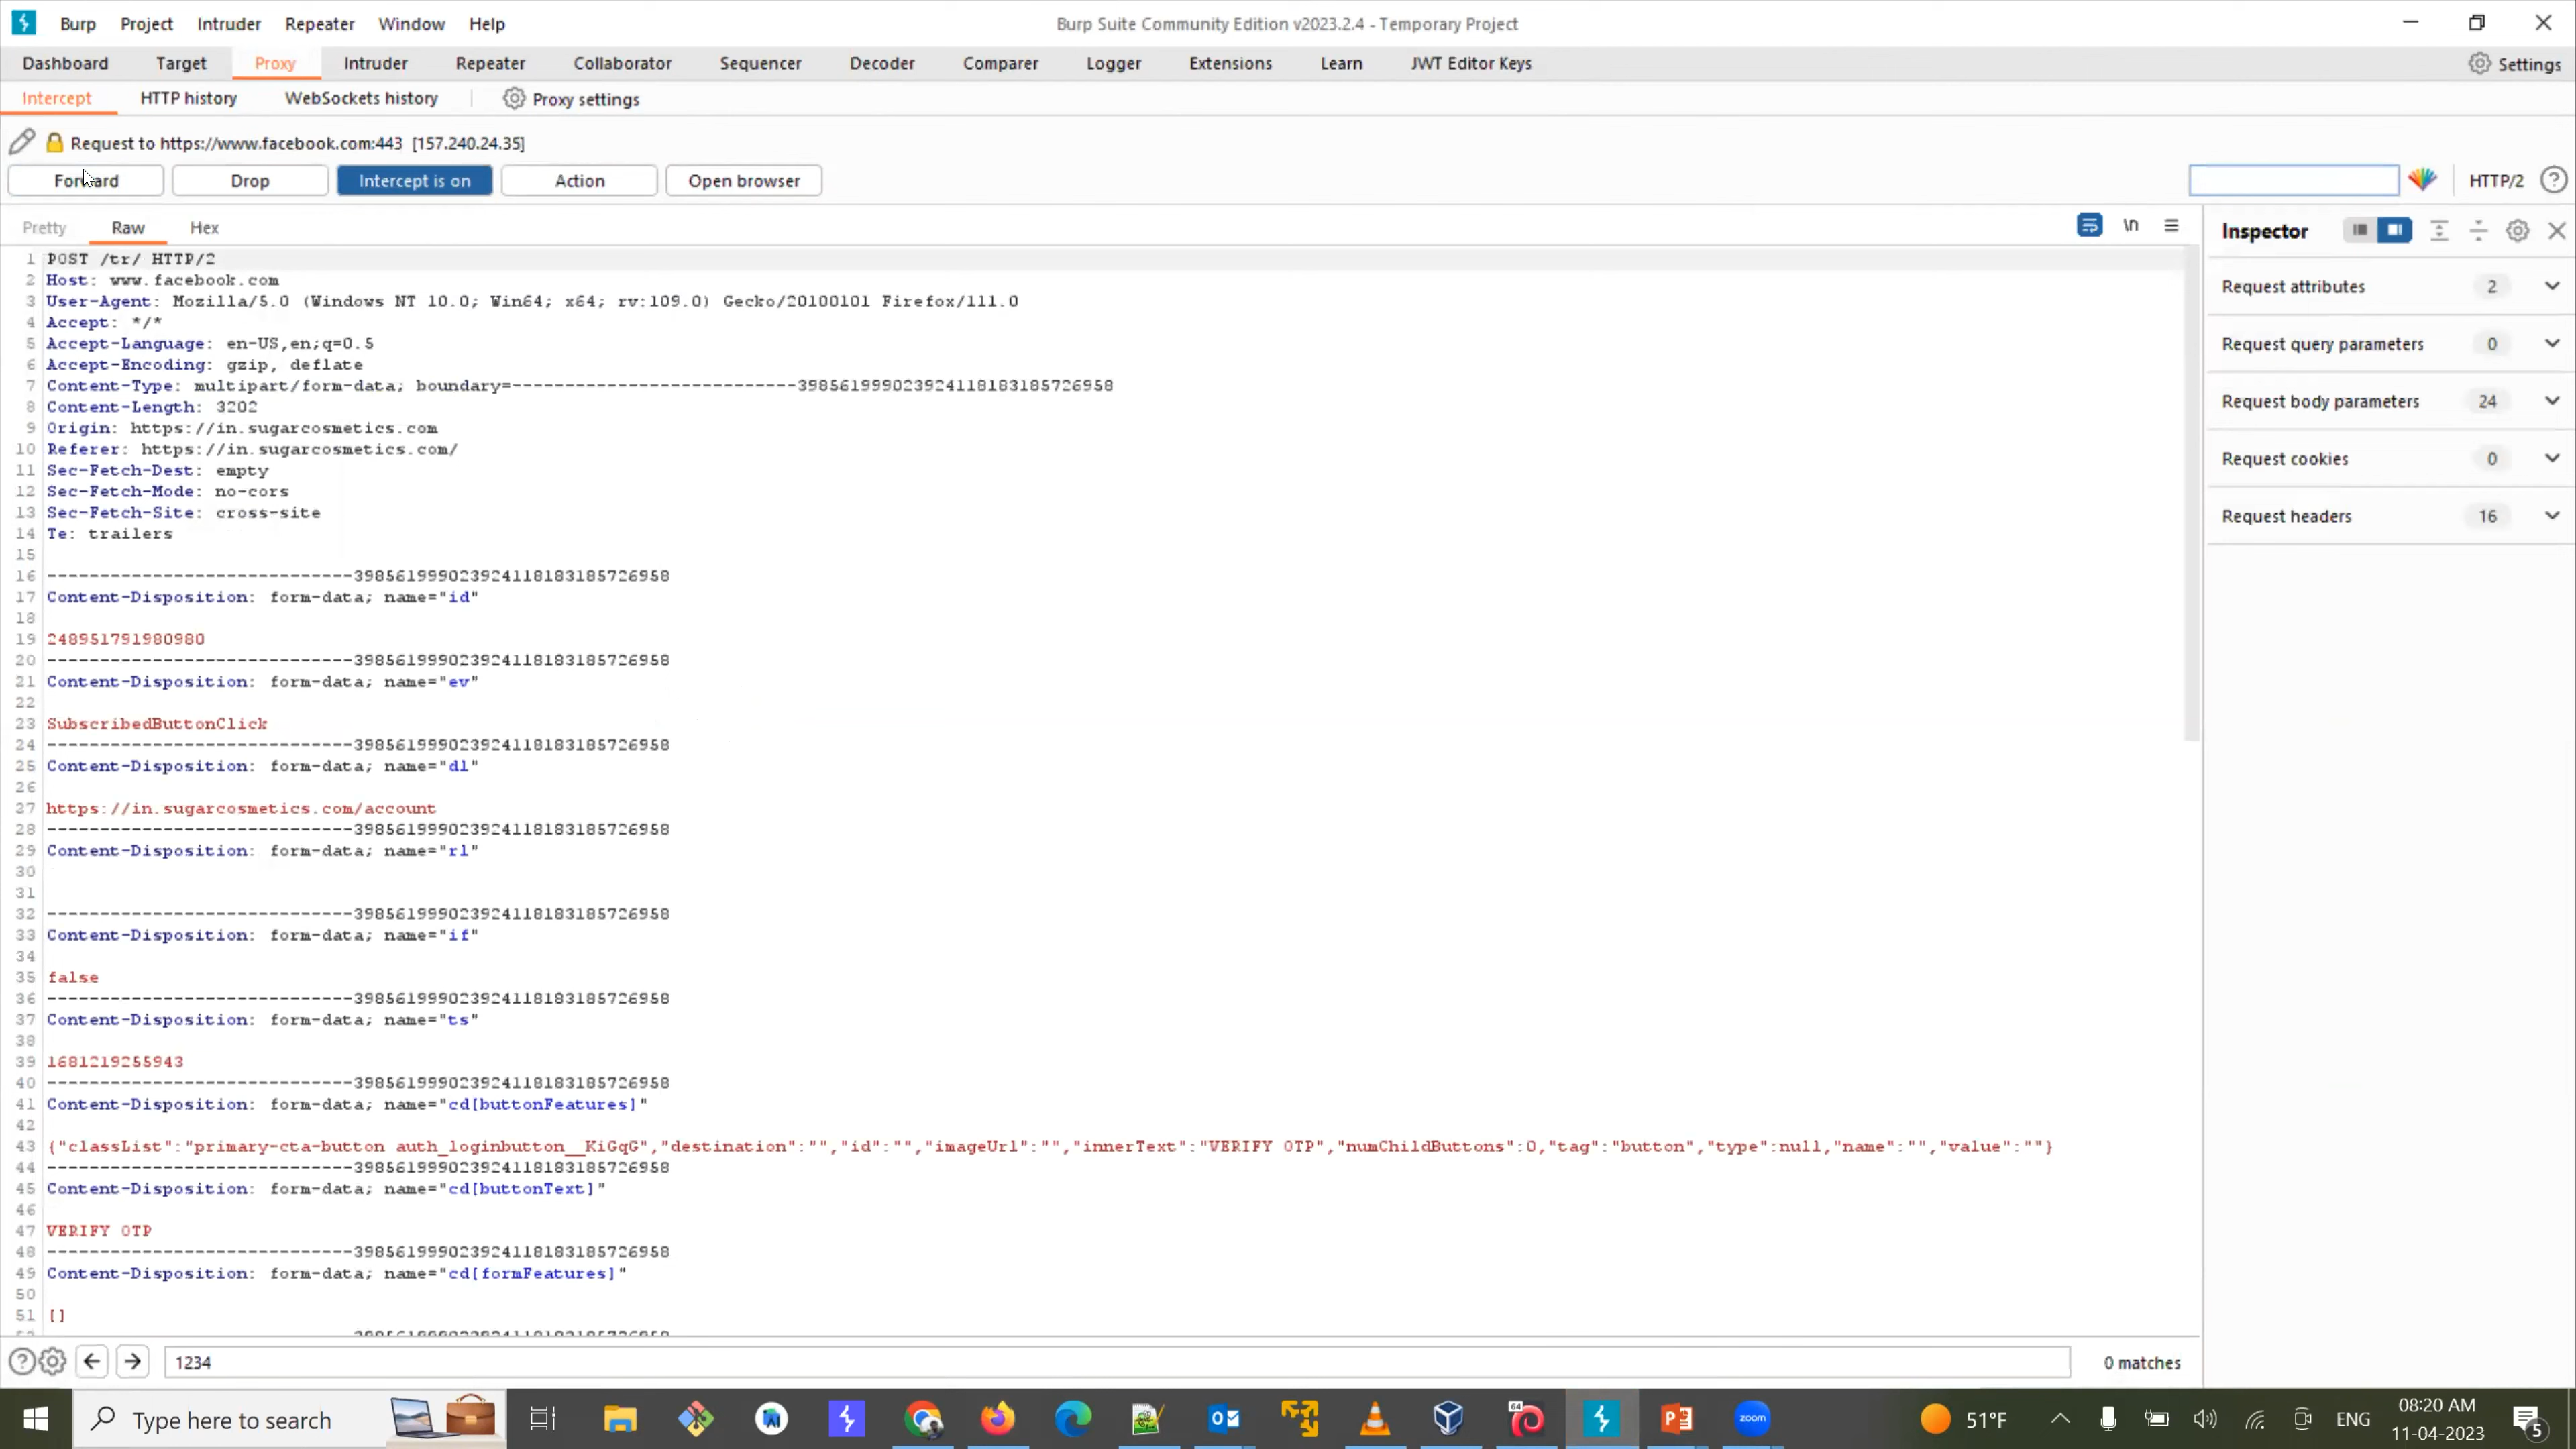 Burp Project Intruder Repeater Window Help
Burp Suite Community Edition v2023.2.4 - Temporary Project
Dashboard Target Proxy Intruder Repeater Collaborator Sequencer Decoder Comparer Logger Extensions Learn JWT Editor Keys Settings
Intercept HTTP history WebSockets history Proxy settings
Request to https://www.facebook.com:443 [157.240.24.35]
Forward Drop Intercept is on Action Open browser HTTP/2
Pretty Raw Hex \n
1 POST /tr/ HTTP/2
2 Host: www.facebook.com
3 User-Agent: Mozilla/5.0 (Windows NT 10.0; Win64; x64; rv:109.0) Gecko/20100101 Firefox/111.0
4 Accept: */*
5 Accept-Language: en-US,en;q=0.5
6 Accept-Encoding: gzip, deflate
7 Content-Type: multipart/form-data; boundary=---------------------------398561999023924118183185726958
8 Content-Length: 3202
9 Origin: https://in.sugarcosmetics.com
10 Referer: https://in.sugarcosmetics.com/
11 Sec-Fetch-Dest: empty
12 Sec-Fetch-Mode: no-cors
13 Sec-Fetch-Site: cross-site
14 Te: trailers
15
16 -----------------------------398561999023924118183185726958
17 Content-Disposition: form-data; name="id"
18
19 248951791980980
20 -----------------------------398561999023924118183185726958
21 Content-Disposition: form-data; name="ev"
22
23 SubscribedButtonClick
24 -----------------------------398561999023924118183185726958
25 Content-Disposition: form-data; name="dl"
26
27 https://in.sugarcosmetics.com/account
28 -----------------------------398561999023924118183185726958
29 Content-Disposition: form-data; name="rl"
30
31
32 -----------------------------398561999023924118183185726958
33 Content-Disposition: form-data; name="if"
34
35 false
36 -----------------------------398561999023924118183185726958
37 Content-Disposition: form-data; name="ts"
38
39 1681219255943
40 -----------------------------398561999023924118183185726958
41 Content-Disposition: form-data; name="cd[buttonFeatures]"
42
43 {"classList":"primary-cta-button auth_loginbutton__KiGqG","destination":"","id":"","imageUrl":"","innerText":"VERIFY OTP","numChildButtons":0,"tag":"button","type":null,"name":"","value":""}
44 -----------------------------398561999023924118183185726958
45 Content-Disposition: form-data; name="cd[buttonText]"
46
47 VERIFY OTP
48 -----------------------------398561999023924118183185726958
49 Content-Disposition: form-data; name="cd[formFeatures]"
50
51 []
Inspector
Request attributes 2
Request query parameters 0
Request body parameters 24
Request cookies 0
Request headers 16
1234 0 matches
Type here to search
64
zoom
51°F
ENG
08:20 AM
11-04-2023
5